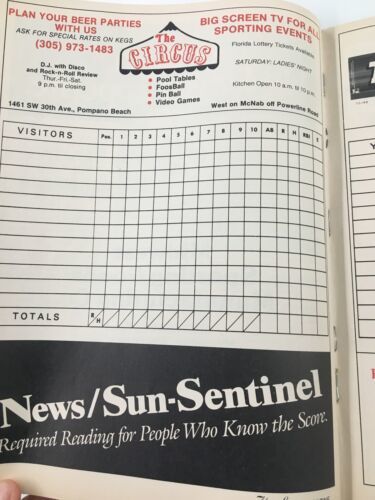 PLAN YOUR BEER PARTIES
WITH US
ASK FOR SPECIAL RATES ON KEGS
(305) 973-1483
D.J. with Disco
and Rock-n-Roll Review
Thur.-Fri.-Sat.
9 p.m. til closing
The
CIRCUS
• Pool Tables
• FoosBall
• Pin Ball
• Video Games
BIG SCREEN TV FOR ALL
SPORTING EVENTS
Florida Lottery Tickets Available
SATURDAY: LADIES' NIGHT
Kitchen Open 10 a.m. til 10 p.m.
1461 SW 30th Ave., Pompano Beach
West on McNab off Powerline Road
VISITORS Pos. 1 2 3 4 5 6 7 8 9 10 AB R H RBI E
TOTALS R/H
News/Sun-Sentinel
Required Reading for People Who Know the Score.